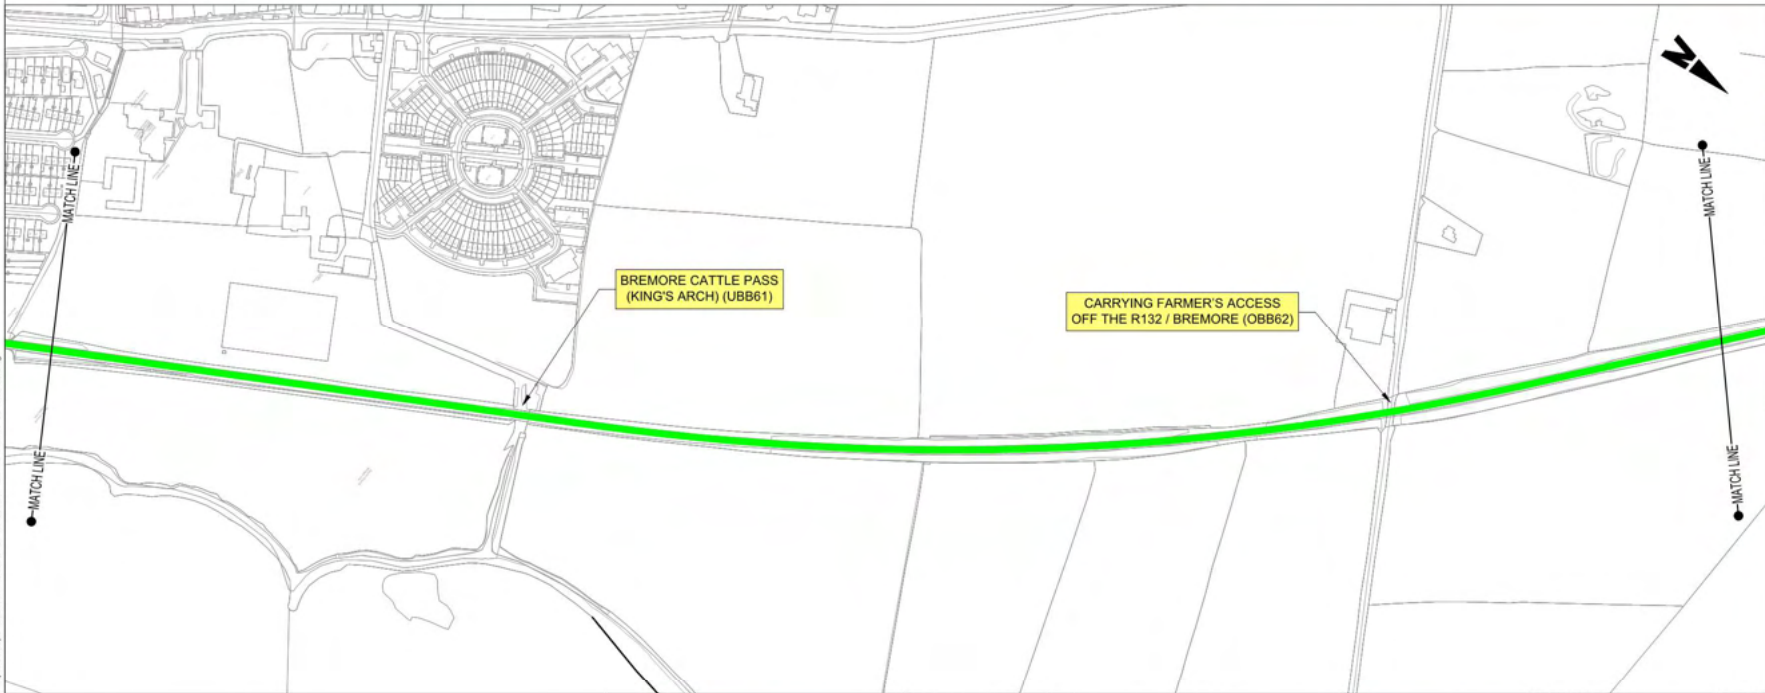 N
MATCH LINE
MATCH LINE
BREMORE CATTLE PASS
(KING'S ARCH) (UBB61)
CARRYING FARMER'S ACCESS
OFF THE R132 / BREMORE (OBB62)
MATCH LINE
MATCH LINE